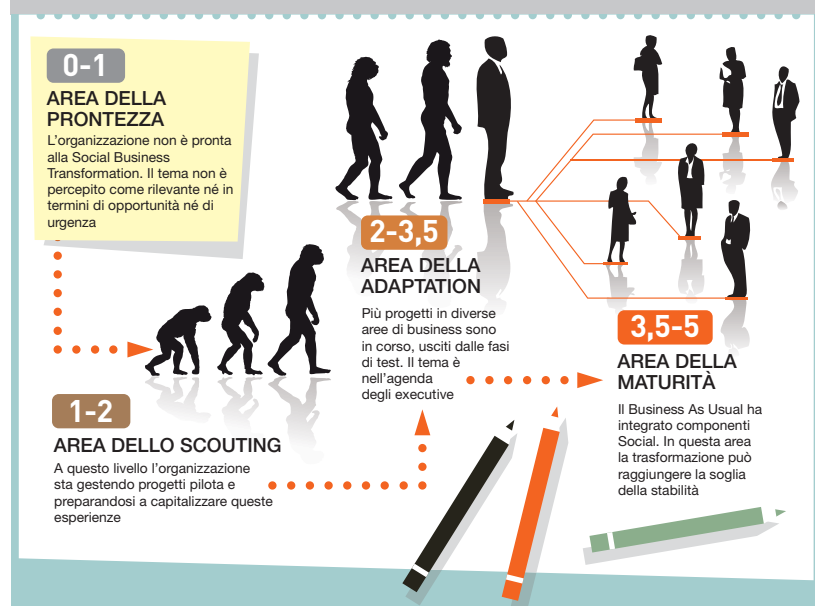 0-1
AREA DELLA
PRONTEZZA
L'organizzazione non è pronta
alla Social Business
Transformation. Il tema non è
percepito come rilevante né in
termini di opportunità né di
urgenza
1-2
AREA DELLO SCOUTING
A questo livello l'organizzazione
sta gestendo progetti pilota e
preparandosi a capitalizzare queste
esperienze
2-3,5
AREA DELLA
ADAPTATION
Più progetti in diverse
aree di business sono
in corso, usciti dalle fasi
di test. Il tema è
nell'agenda
degli executive
3,5-5
AREA DELLA
MATURITÀ
Il Business As Usual ha
integrato componenti
Social. In questa area
la trasformazione può
raggiungere la soglia
della stabilità